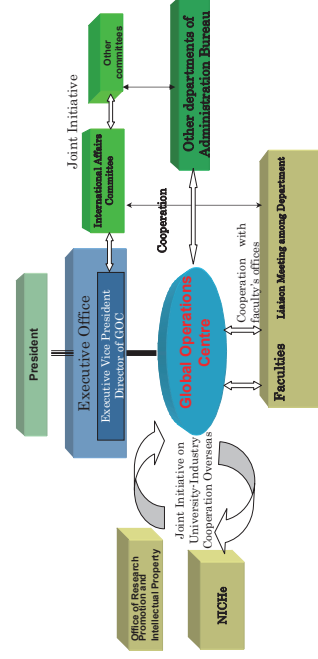 President
Executive Office
Executive Vice President
Director of GOC
International Affairs
Committee
Joint Initiative
Other
committees
Global Operations
Centre
Cooperation
Other departments of
Administration Bureau
Office of Research
Promotion and
Intellectual Property
Joint Initiative on
University-Industry
Cooperation Overseas
NICHe
Cooperation with
faculty's offices
Faculties
Liaison Meeting among Department